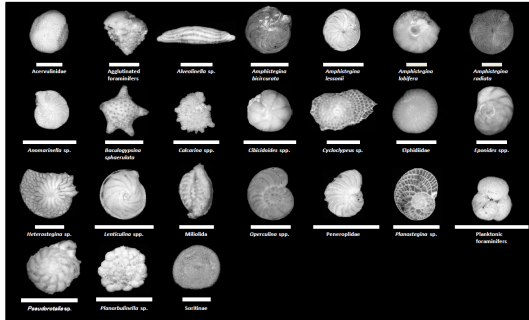 Acervulinidae
Agglutinated
foraminifers
Alveolinella sp.
Amphistegina
bicirculata
Amphistegina
lessonii
Amphistegina
lobifera
Amphistegina
radiata
Anomarinella sp.
Baculogypsina
sphaerulata
Calcarina spp.
Cibicidoides spp.
Cycloclypeus sp.
Elphidiidae
Eponides spp.
Heterostegina sp.
Lenticulina spp.
Miliolida
Operculina spp.
Peneroplidae
Planostegina sp.
Planktonic
foraminifers
Pseudorotalia sp.
Planorbulinella sp.
Soritinae